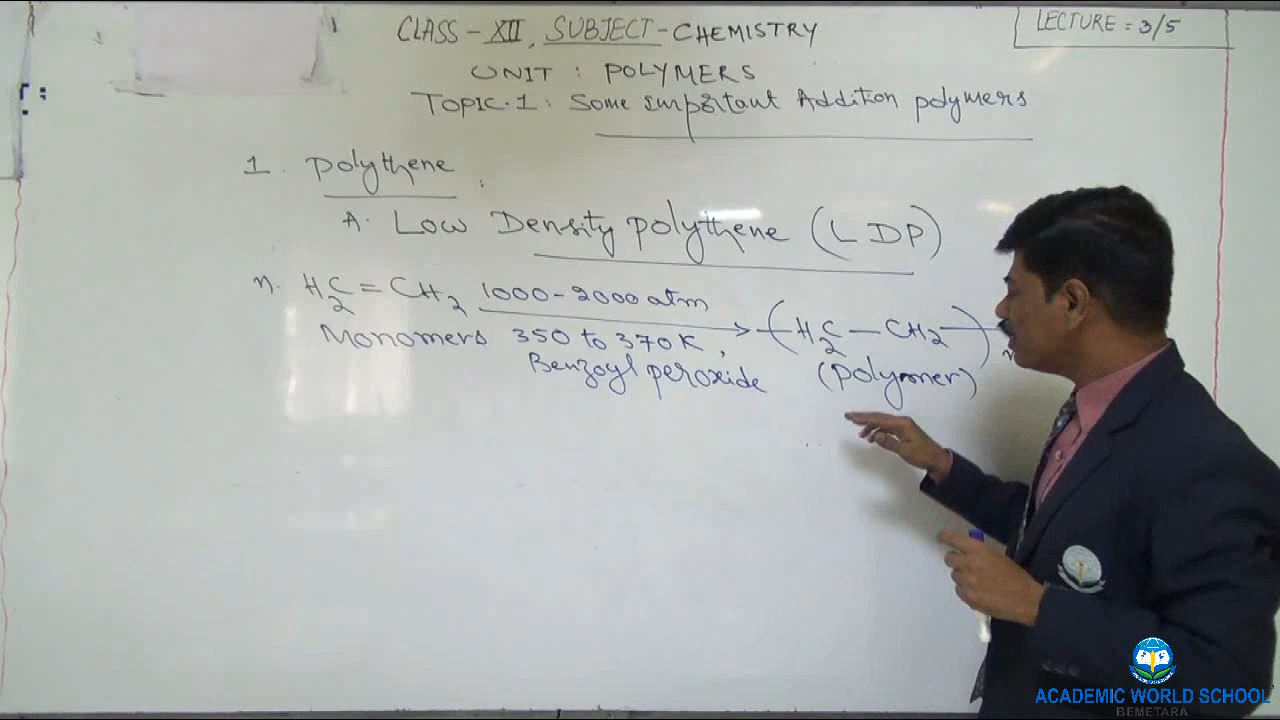 CLASS - XII, SUBJECT - CHEMISTRY
LECTURE = 3/5
UNIT : POLYMERS
TOPIC.1 : Some important Addition polymers
1. polythene
A. Low Density polythene (LDP)
n. H2C = CH2 1000-2000 atm (H2C - CH2)n
Monomers 350 to 370K,
Benzoyl peroxide (polymer)
ACADEMIC WORLD SCHOOL
BEMETARA